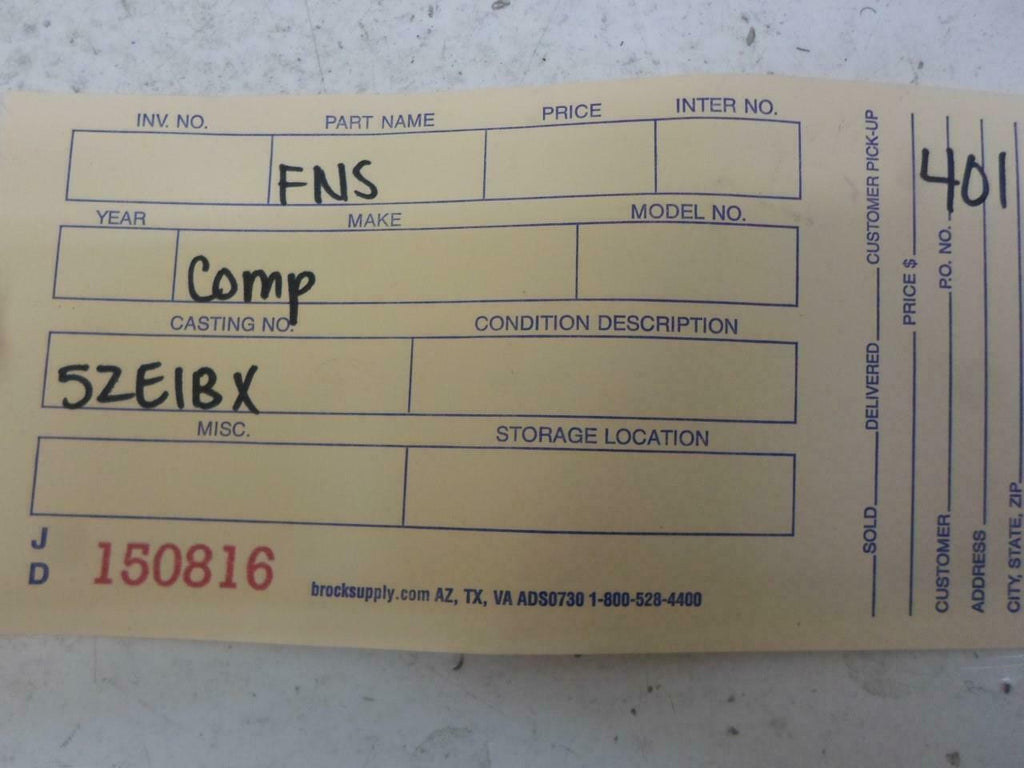 INV. NO. PART NAME PRICE INTER NO.
FNS
YEAR MAKE MODEL NO.
Comp
CASTING NO. CONDITION DESCRIPTION
5ZE1BX
MISC. STORAGE LOCATION
J
D
150816
brocksupply.com AZ, TX, VA ADS0730 1-800-528-4400
SOLD DELIVERED CUSTOMER PICK-UP
PRICE $
CUSTOMER P.O. NO.
ADDRESS
CITY, STATE, ZIP
401